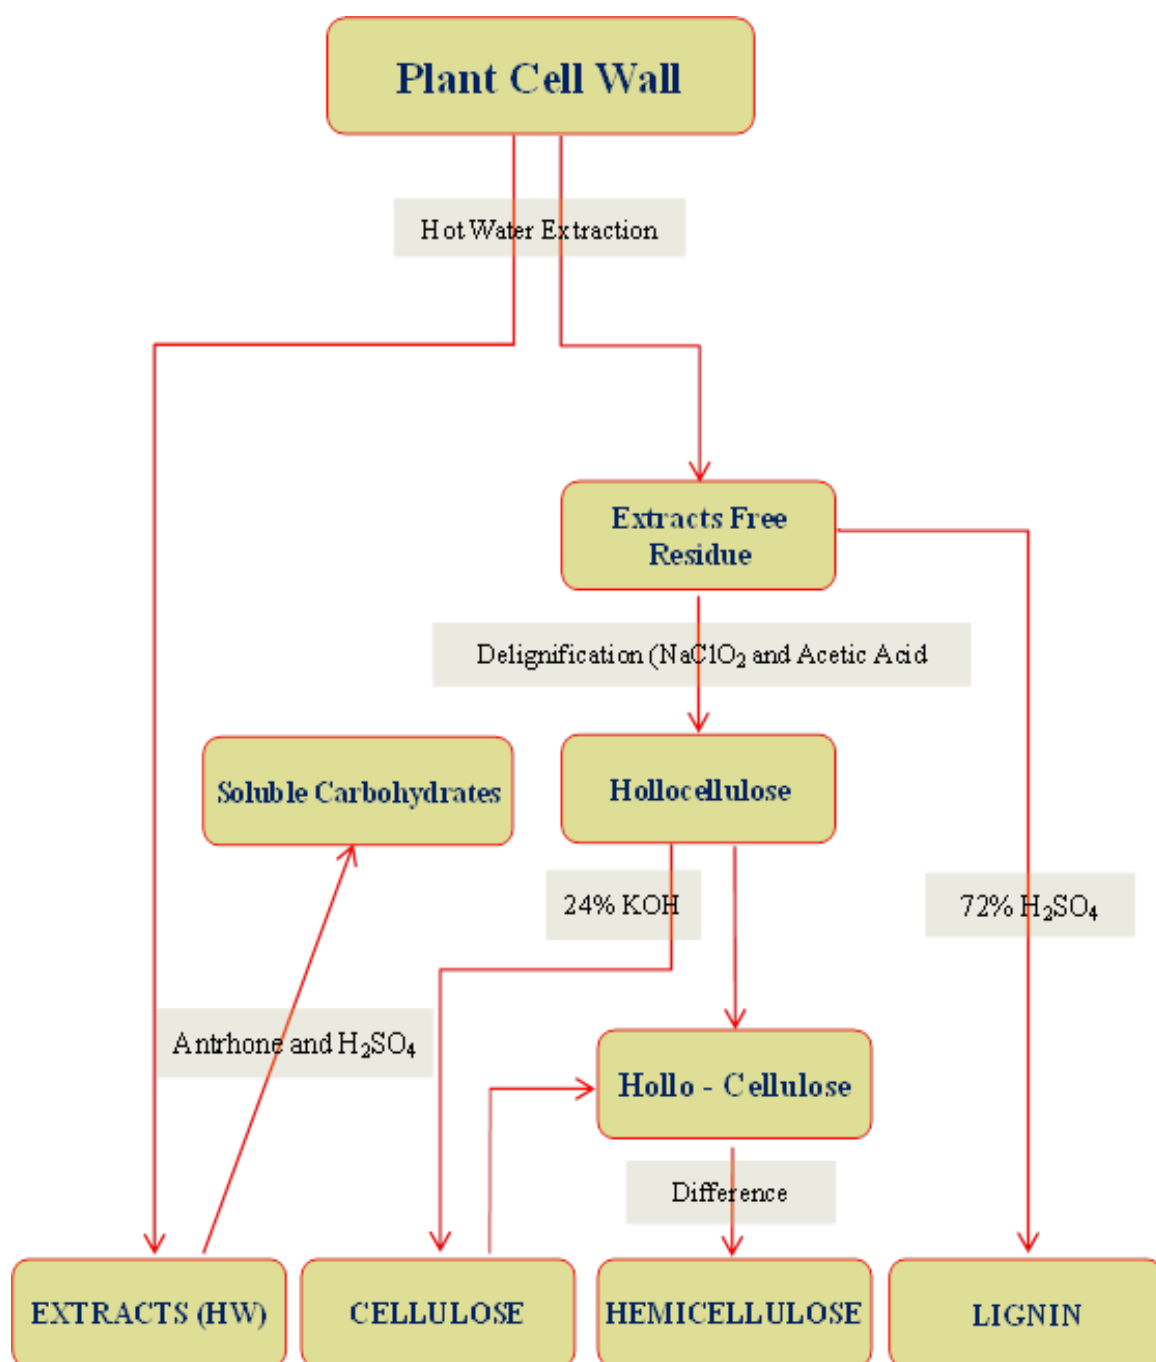 Plant Cell Wall
Hot Water Extraction
Extracts Free
Residue
Delignification (NaClO₂ and Acetic Acid
Soluble Carbohydrates
Hollocellulose
24% KOH
72% H₂SO₄
Antrhone and H₂SO₄
Hollo - Cellulose
Difference
EXTRACTS (HW)
CELLULOSE
HEMICELLULOSE
LIGNIN